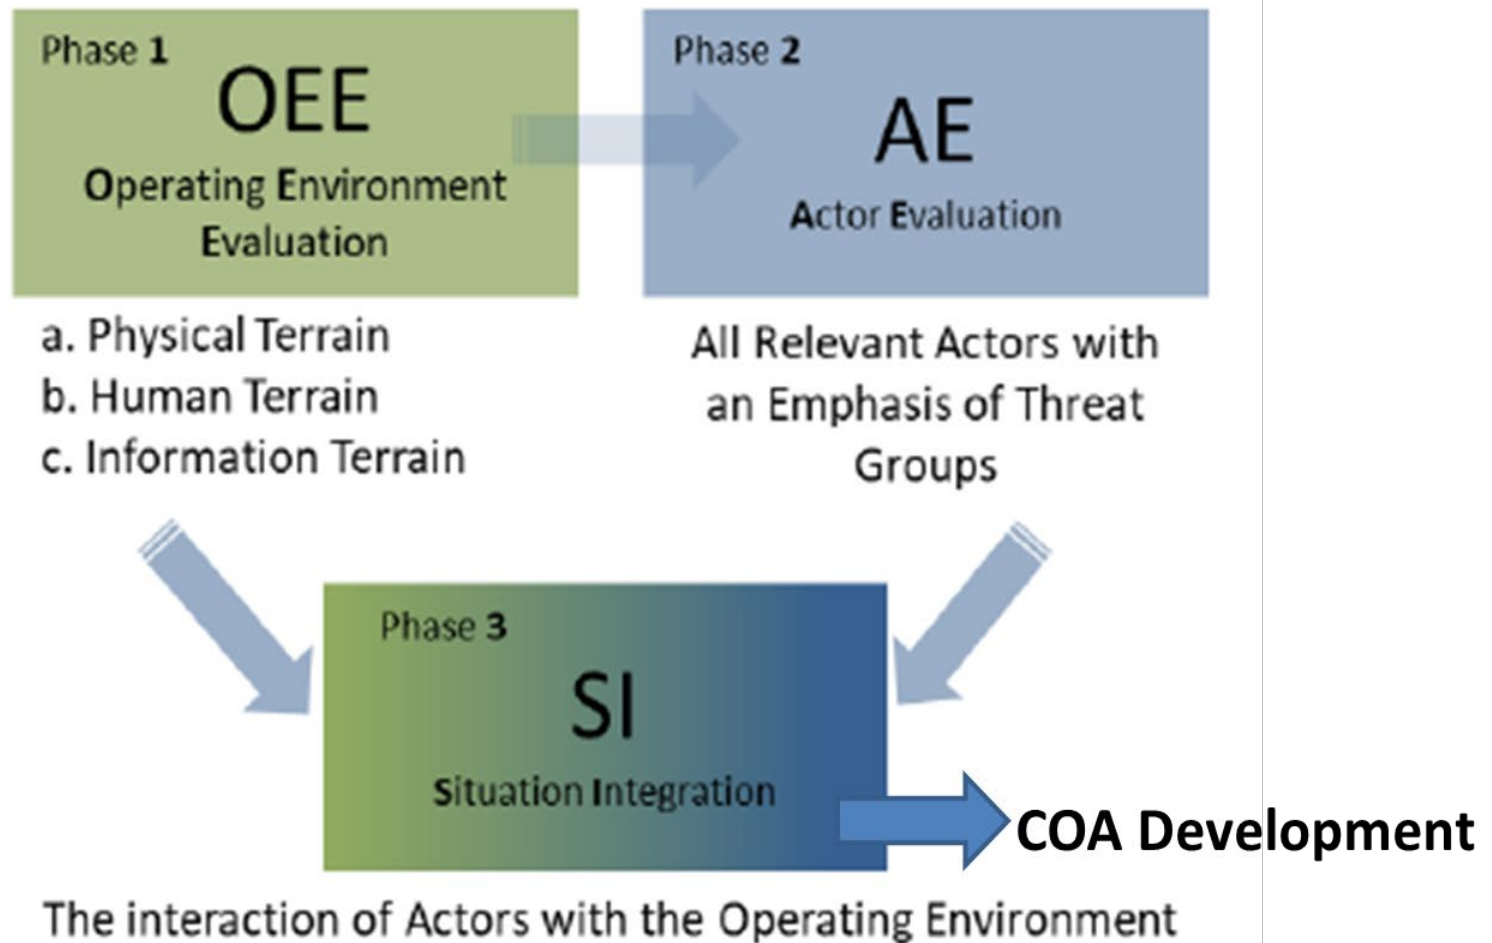 Phase 1
OEE
Operating Environment
Evaluation
a. Physical Terrain
b. Human Terrain
c. Information Terrain
Phase 2
AE
Actor Evaluation
All Relevant Actors with
an Emphasis of Threat
Groups
Phase 3
SI
Situation Integration
COA Development
The interaction of Actors with the Operating Environment